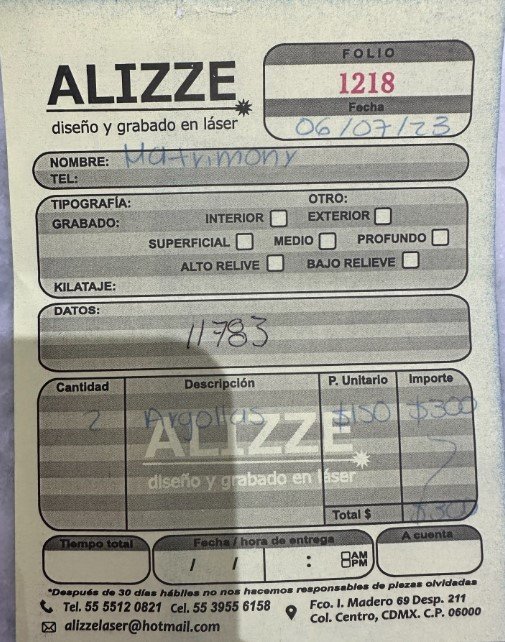 ALIZZE
diseño y grabado en láser
FOLIO
1218
Fecha
06/07/23
NOMBRE: Matrimony
TEL:
TIPOGRAFÍA: OTRO:
GRABADO: INTERIOR EXTERIOR
SUPERFICIAL MEDIO PROFUNDO
ALTO RELIVE BAJO RELIEVE
KILATAJE:
DATOS:
11783
Cantidad Descripción P. Unitario Importe
2 Argollas $150 $300
ALIZZE
diseño y grabado en láser
Total $ $300
Tiempo total Fecha / hora de entrega A cuenta
/ / : AM
PM
*Después de 30 días hábiles no nos hacemos responsables de piezas olvidadas
Tel. 55 5512 0821 Cel. 55 3955 6158
Fco. I. Madero 69 Desp. 211
Col. Centro, CDMX. C.P. 06000
alizzelaser@hotmail.com